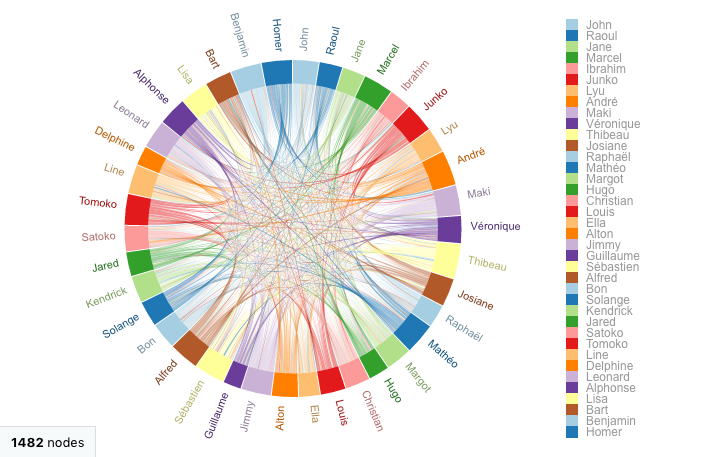 John
Raoul
Jane
Marcel
Ibrahim
Junko
Lyu
André
Maki
Véronique
Thibeau
Josiane
Raphaël
Mathéo
Margot
Hugo
Christian
Louis
Ella
Alton
Jimmy
Guillaume
Sébastien
Alfred
Bon
Solange
Kendrick
Jared
Satoko
Tomoko
Line
Delphine
Leonard
Alphonse
Lisa
Bart
Benjamin
Homer
1482 nodes
John
Raoul
Jane
Marcel
Ibrahim
Junko
Lyu
André
Maki
Véronique
Thibeau
Josiane
Raphaël
Mathéo
Margot
Hugo
Christian
Louis
Ella
Alton
Jimmy
Guillaume
Sébastien
Alfred
Bon
Solange
Kendrick
Jared
Satoko
Tomoko
Line
Delphine
Leonard
Alphonse
Lisa
Bart
Benjamin
Homer